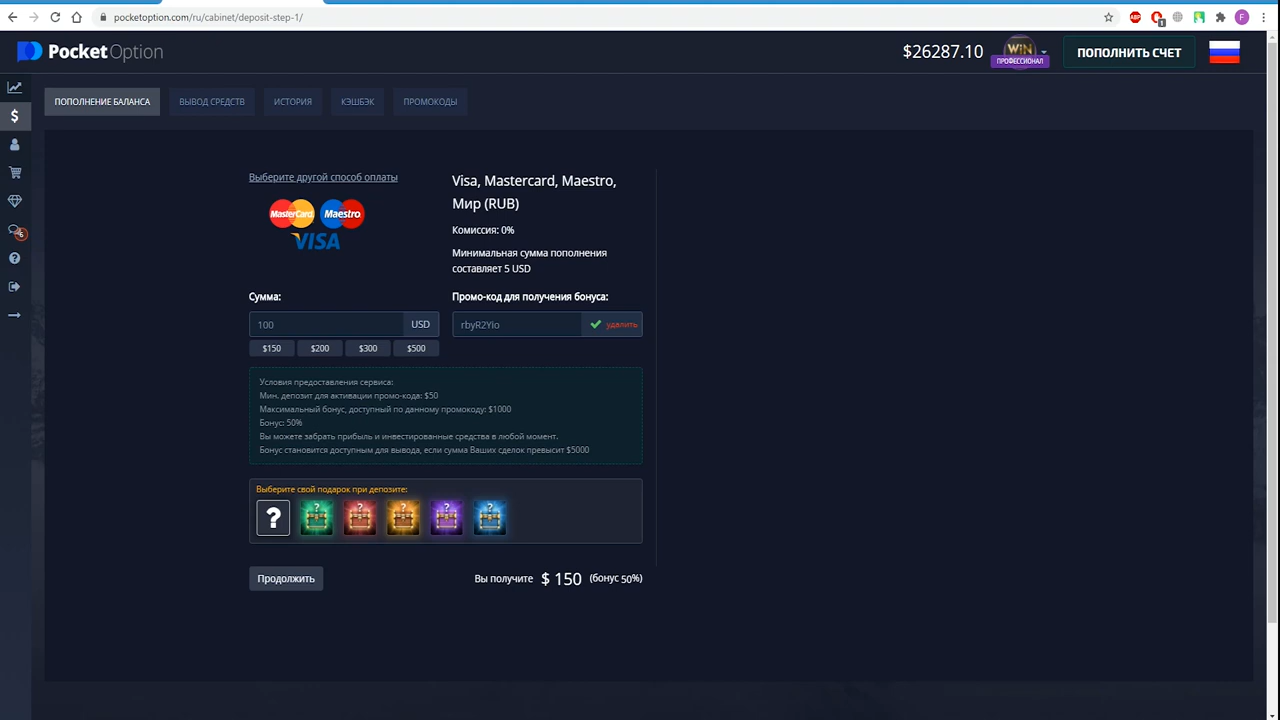 pocketoption.com/ru/cabinet/deposit-step-1/
PocketOption
$26287.10
WIN
ПРОФЕССИОНАЛ
ПОПОЛНИТЬ СЧЕТ
ПОПОЛНЕНИЕ БАЛАНСА
ВЫВОД СРЕДСТВ
ИСТОРИЯ
КЭШБЭК
ПРОМОКОДЫ
Выберите другой способ оплаты
MasterCard
Maestro
VISA
Visa, Mastercard, Maestro,
Мир (RUB)
Комиссия: 0%
Минимальная сумма пополнения
составляет 5 USD
Сумма:
100
USD
$150
$200
$300
$500
Промо-код для получения бонуса:
rbyR2Yio
удалить
Условия предоставления сервиса:
Мин. депозит для активации промо-кода: $50
Максимальный бонус, доступный по данному промокоду: $1000
Бонус: 50%
Вы можете забрать прибыль и инвестированные средства в любой момент.
Бонус становится доступным для вывода, если сумма Ваших сделок превысит $5000
Выберите свой подарок при депозите:
? ? ? ? ? ?
Продолжить
Вы получите $ 150 (бонус 50%)
ABP
1
F
6